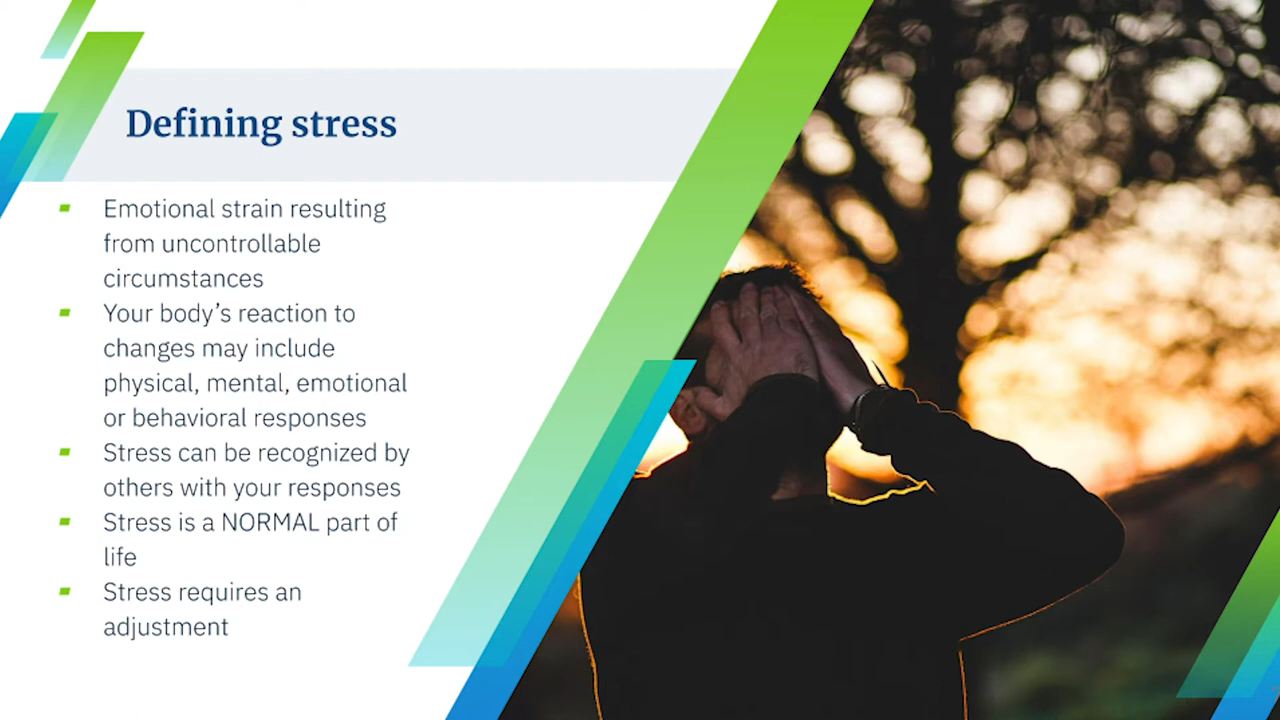 Defining stress
Emotional strain resulting
from uncontrollable
circumstances
Your body’s reaction to
changes may include
physical, mental, emotional
or behavioral responses
Stress can be recognized by
others with your responses
Stress is a NORMAL part of
life
Stress requires an
adjustment